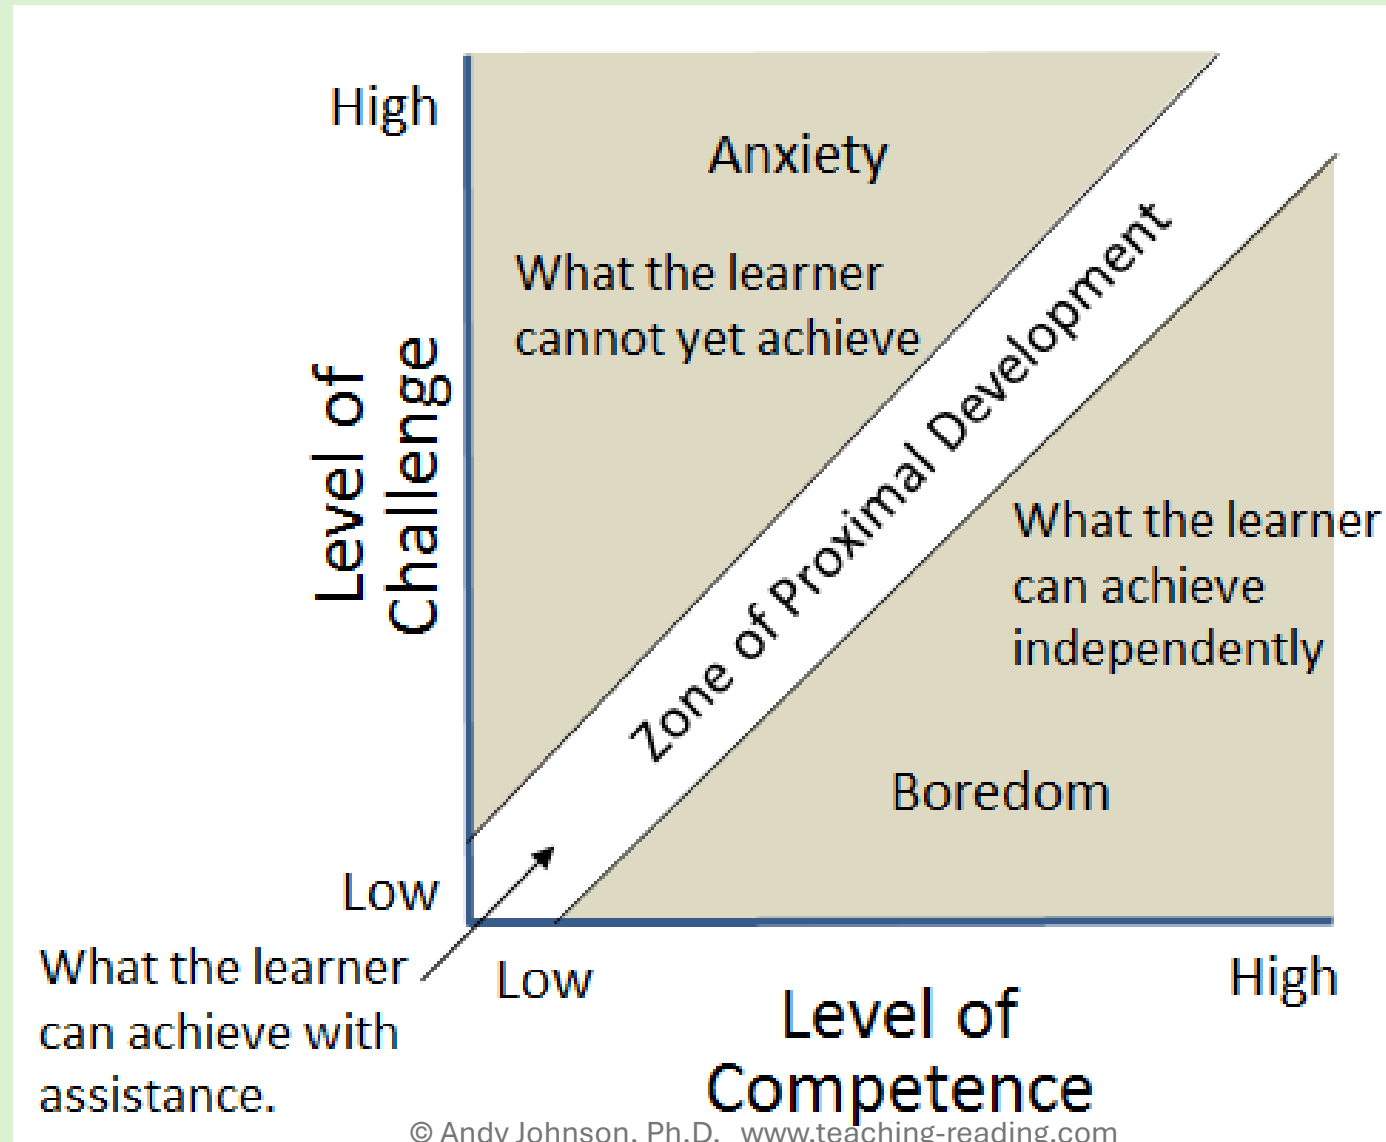 High
Anxiety
What the learner
cannot yet achieve
Level of
Challenge
Zone of Proximal Development
What the learner
can achieve
independently
Boredom
Low
What the learner
can achieve with
assistance.
Low
High
Level of
Competence
© Andy Johnson, Ph.D. www.teaching-reading.com